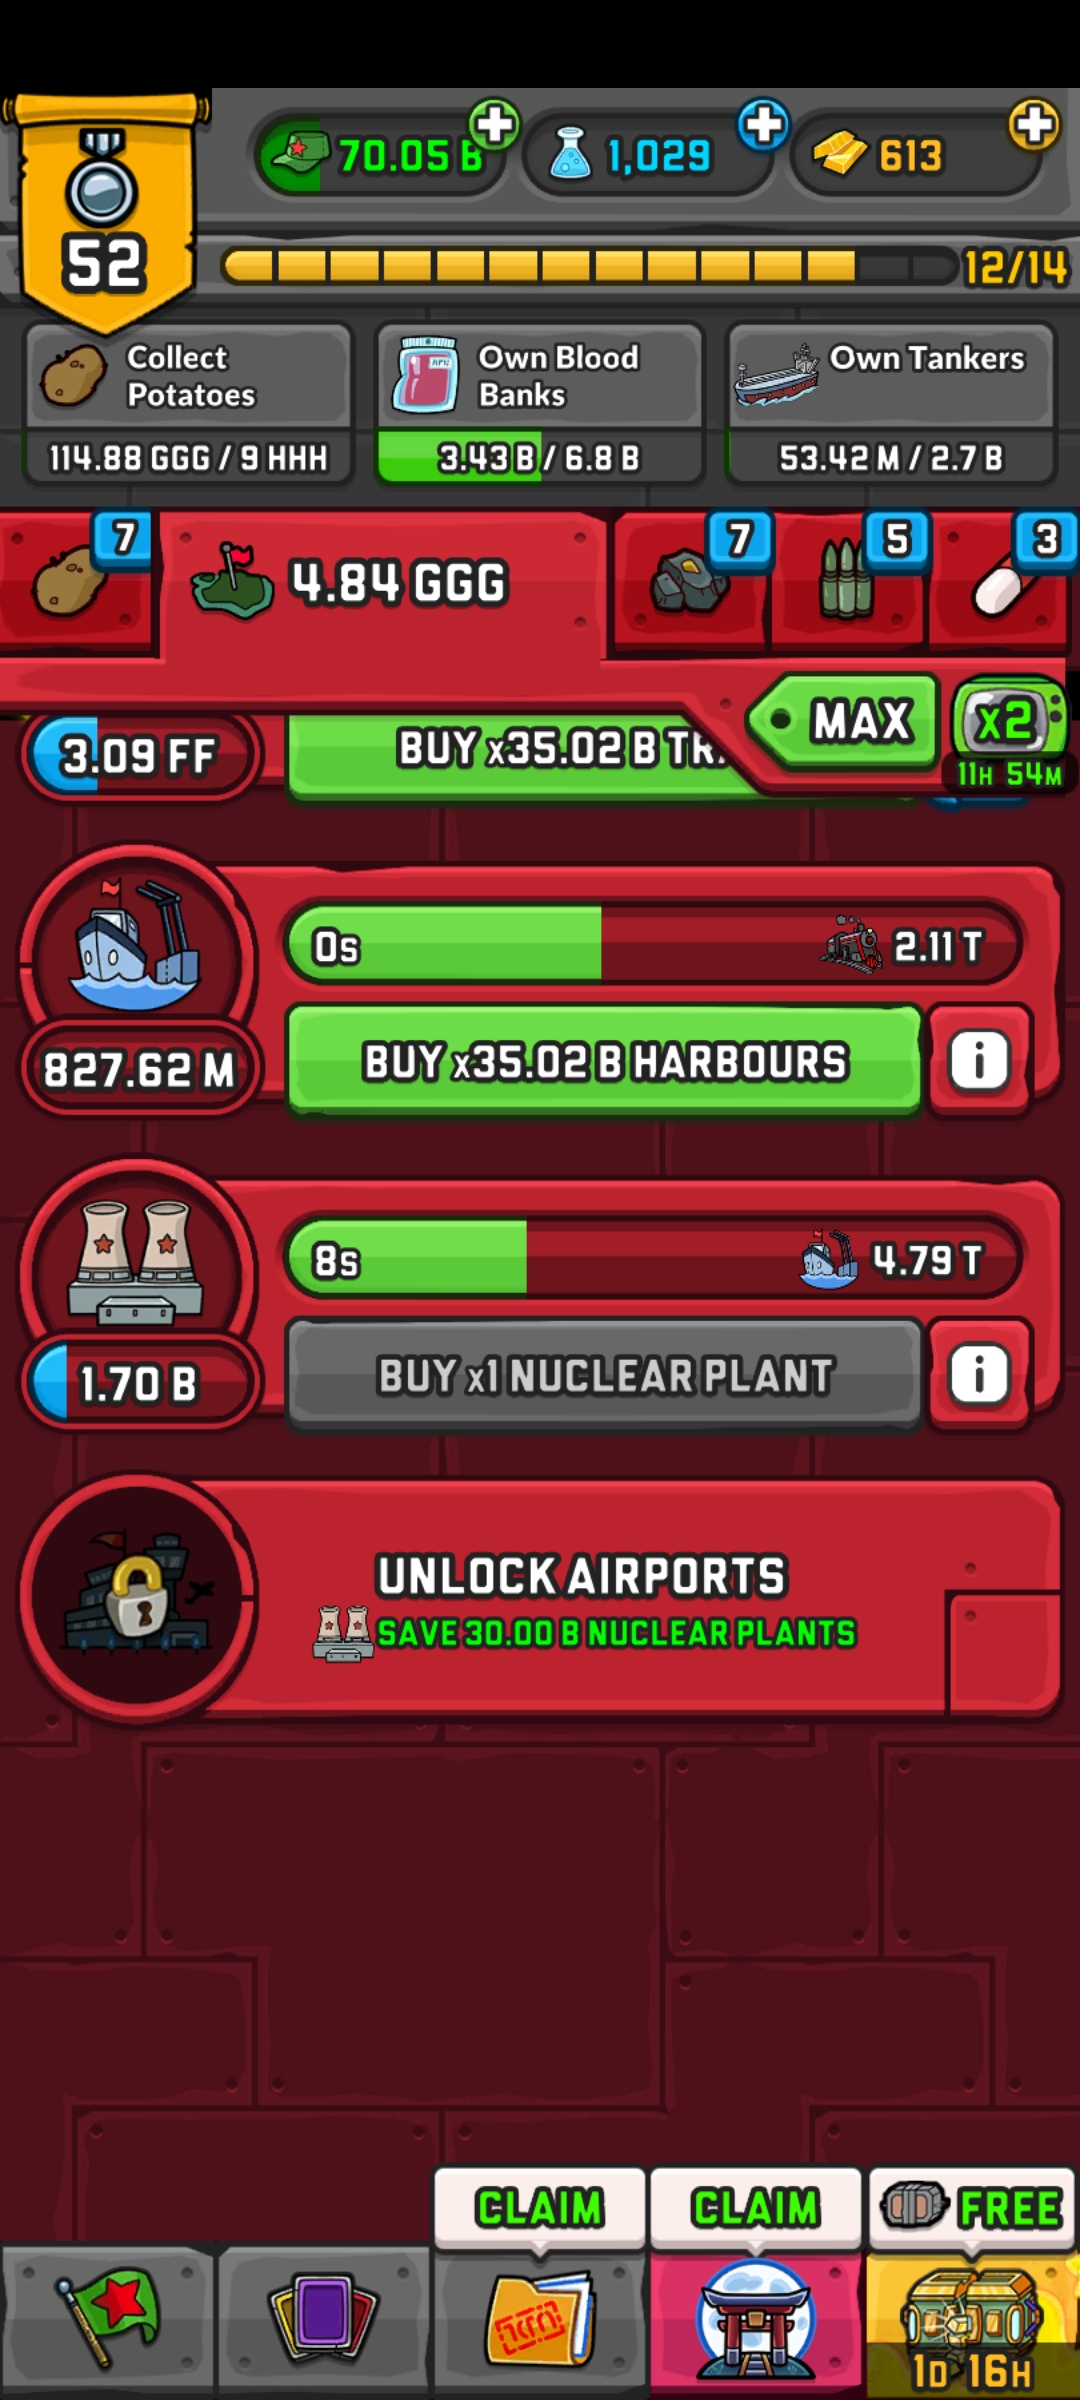 52
70.05 B
1,029
613
12/14
Collect
Potatoes
114.88 GGG / 9 HHH
Own Blood
Banks
3.43 B / 6.8 B
Own Tankers
53.42 M / 2.7 B
7
4.84 GGG
7
5
3
MAX
x2
11H 54M
3.09 FF
BUY x35.02 B
0s
2.11 T
827.62 M
BUY x35.02 B HARBOURS
i
8s
4.79 T
1.70 B
BUY x1 NUCLEAR PLANT
i
UNLOCK AIRPORTS
SAVE 30.00 B NUCLEAR PLANTS
CLAIM
CLAIM
FREE
1D 16H